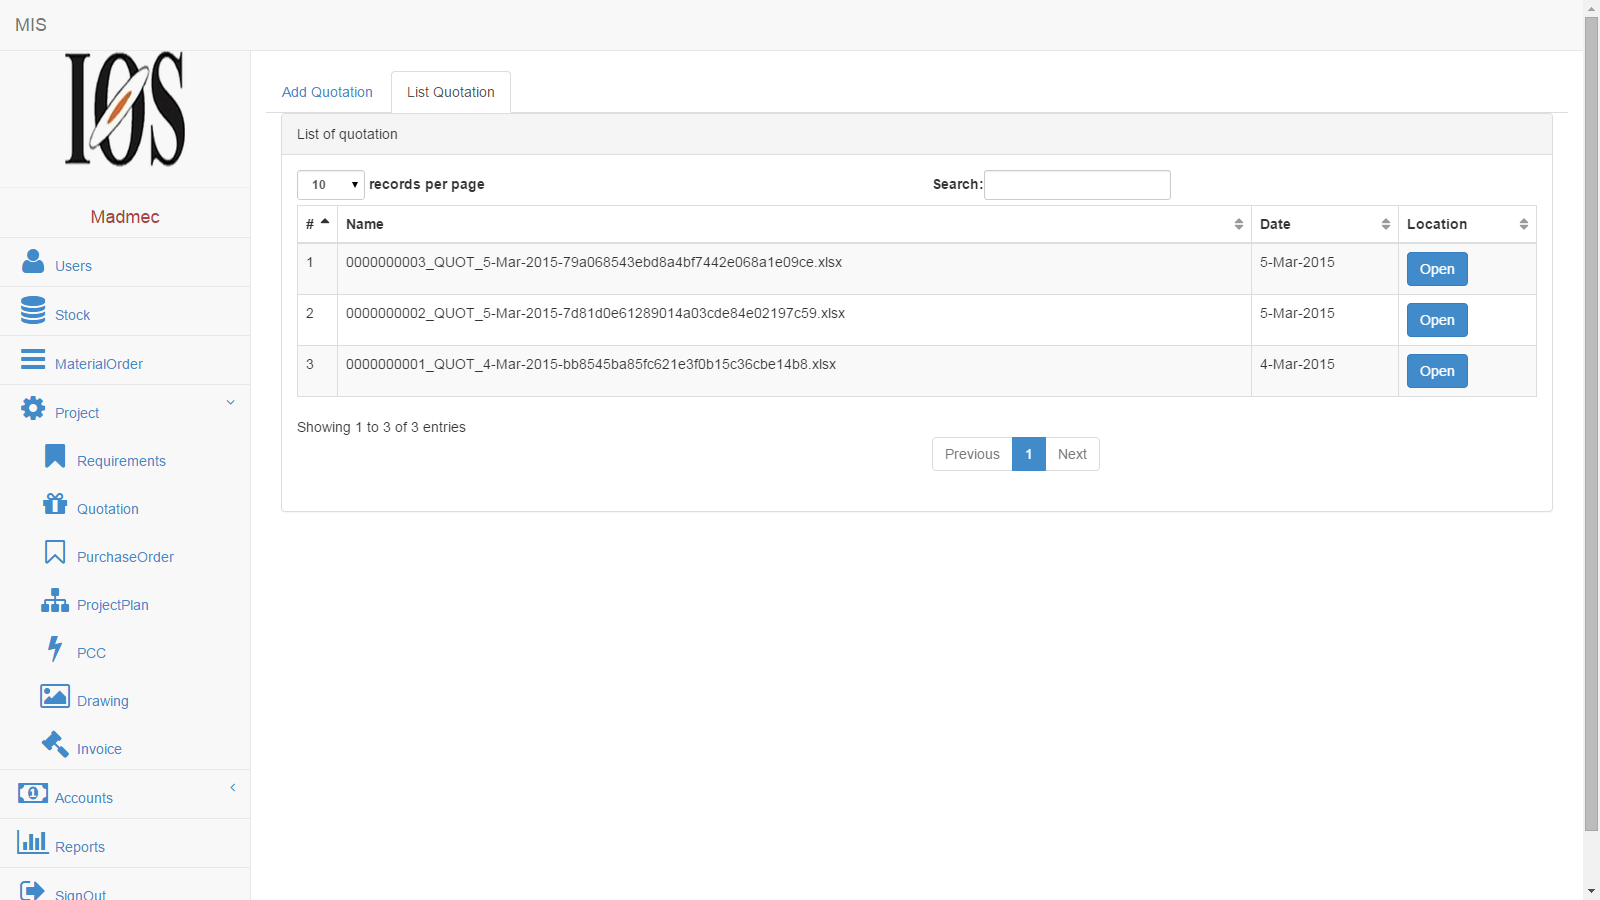 MIS
IOS
Madmec
Users
Stock
MaterialOrder
Project
Requirements
Quotation
PurchaseOrder
ProjectPlan
PCC
Drawing
Invoice
Accounts
Reports
SignOut
Add Quotation
List Quotation
List of quotation
10 records per page
Search:
# Name Date Location
1 0000000003_QUOT_5-Mar-2015-79a068543ebd8a4bf7442e068a1e09ce.xlsx 5-Mar-2015 Open
2 0000000002_QUOT_5-Mar-2015-7d81d0e61289014a03cde84e02197c59.xlsx 5-Mar-2015 Open
3 0000000001_QUOT_4-Mar-2015-bb8545ba85fc621e3f0b15c36cbe14b8.xlsx 4-Mar-2015 Open
Showing 1 to 3 of 3 entries
Previous 1 Next